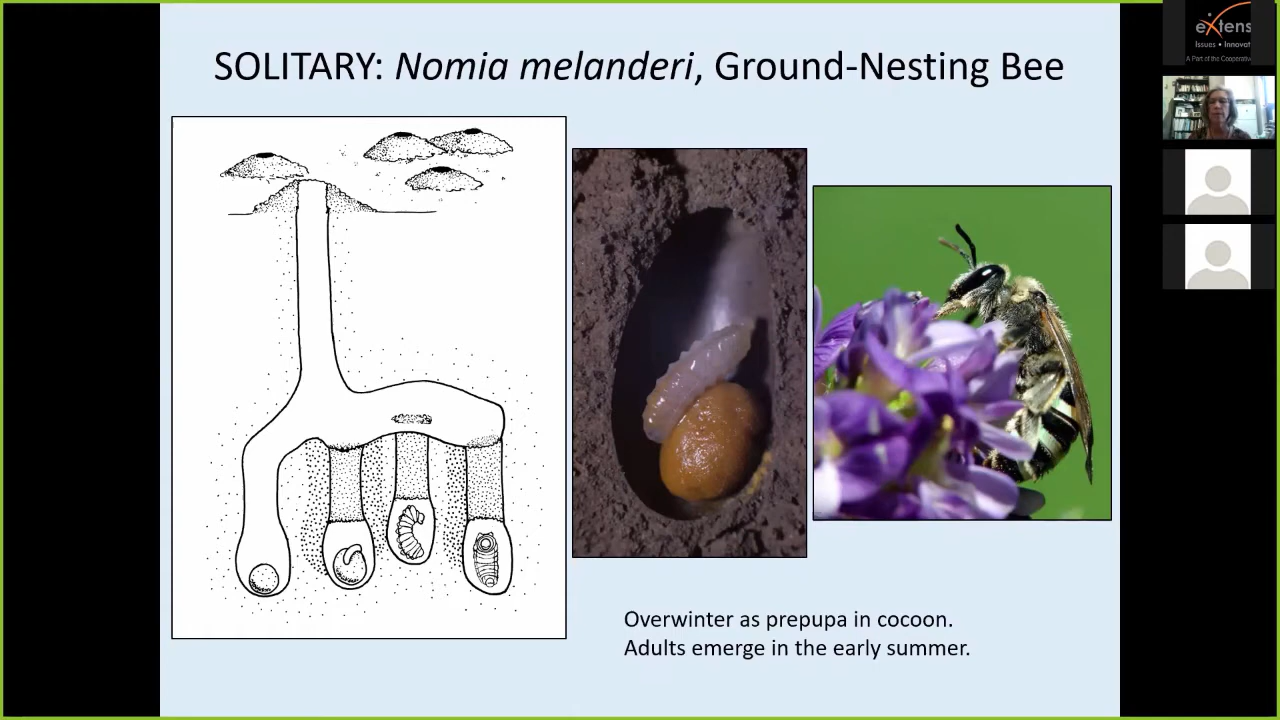 SOLITARY: Nomia melanderi, Ground-Nesting Bee
Overwinter as prepupa in cocoon.
Adults emerge in the early summer.
eXtens
Issues • Innovat
A Part of the Cooperativ